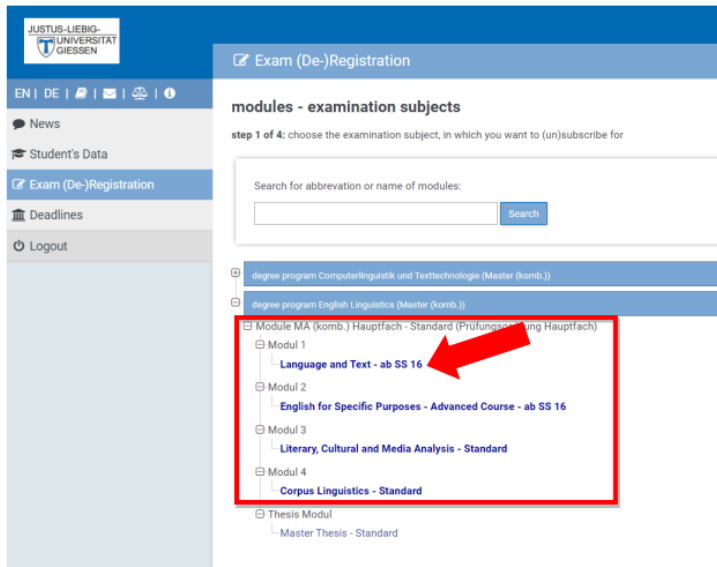 JUSTUS-LIEBIG-
UNIVERSITÄT
GIESSEN
Exam (De-)Registration
EN | DE | | | |
News
Student's Data
Exam (De-)Registration
Deadlines
Logout
modules - examination subjects
step 1 of 4: choose the examination subject, in which you want to (un)subscribe for
Search for abbrevation or name of modules:
Search
degree program Computerlinguistik und Texttechnologie (Master (komb.))
degree program English Linguistics (Master (komb.))
Module MA (komb.) Hauptfach - Standard Hauptfach)
Modul 1
Language and Text - ab SS 16
Modul 2
English for Specific Purposes - Advanced Course - ab SS 16
Modul 3
Literary, Cultural and Media Analysis - Standard
Modul 4
Corpus Linguistics - Standard
Thesis Modul
Master Thesis - Standard